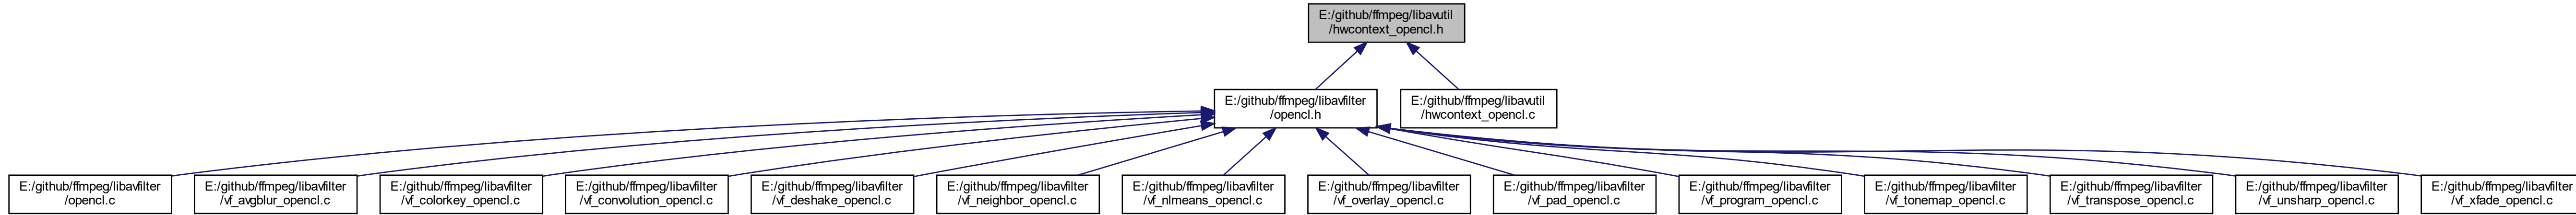 E:/github/ffmpeg/libavutil
/hwcontext_opencl.h
E:/github/ffmpeg/libavfilter
/opencl.h
E:/github/ffmpeg/libavutil
/hwcontext_opencl.c
E:/github/ffmpeg/libavfilter
/opencl.c
E:/github/ffmpeg/libavfilter
/vf_avgblur_opencl.c
E:/github/ffmpeg/libavfilter
/vf_colorkey_opencl.c
E:/github/ffmpeg/libavfilter
/vf_convolution_opencl.c
E:/github/ffmpeg/libavfilter
/vf_deshake_opencl.c
E:/github/ffmpeg/libavfilter
/vf_neighbor_opencl.c
E:/github/ffmpeg/libavfilter
/vf_nlmeans_opencl.c
E:/github/ffmpeg/libavfilter
/vf_overlay_opencl.c
E:/github/ffmpeg/libavfilter
/vf_pad_opencl.c
E:/github/ffmpeg/libavfilter
/vf_program_opencl.c
E:/github/ffmpeg/libavfilter
/vf_tonemap_opencl.c
E:/github/ffmpeg/libavfilter
/vf_transpose_opencl.c
E:/github/ffmpeg/libavfilter
/vf_unsharp_opencl.c
E:/github/ffmpeg/libavfilter
/vf_xfade_opencl.c